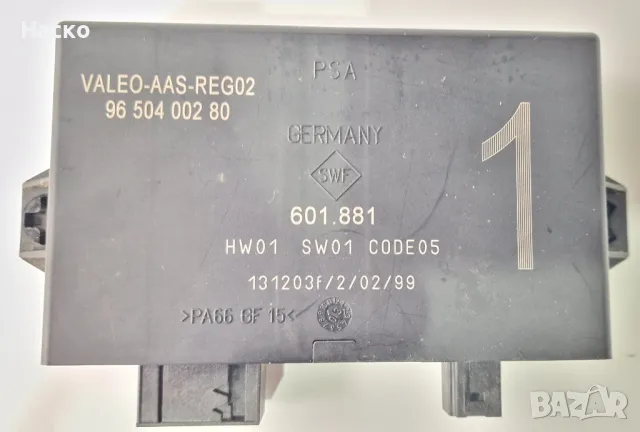 Наско
PSA
VALEO-AAS-REG02
96 504 002 80
GERMANY
SWF
601.881
HW01 SW01 CODE05
131203f/2/02/99
>PA66 GF 15<
1
BAZAR